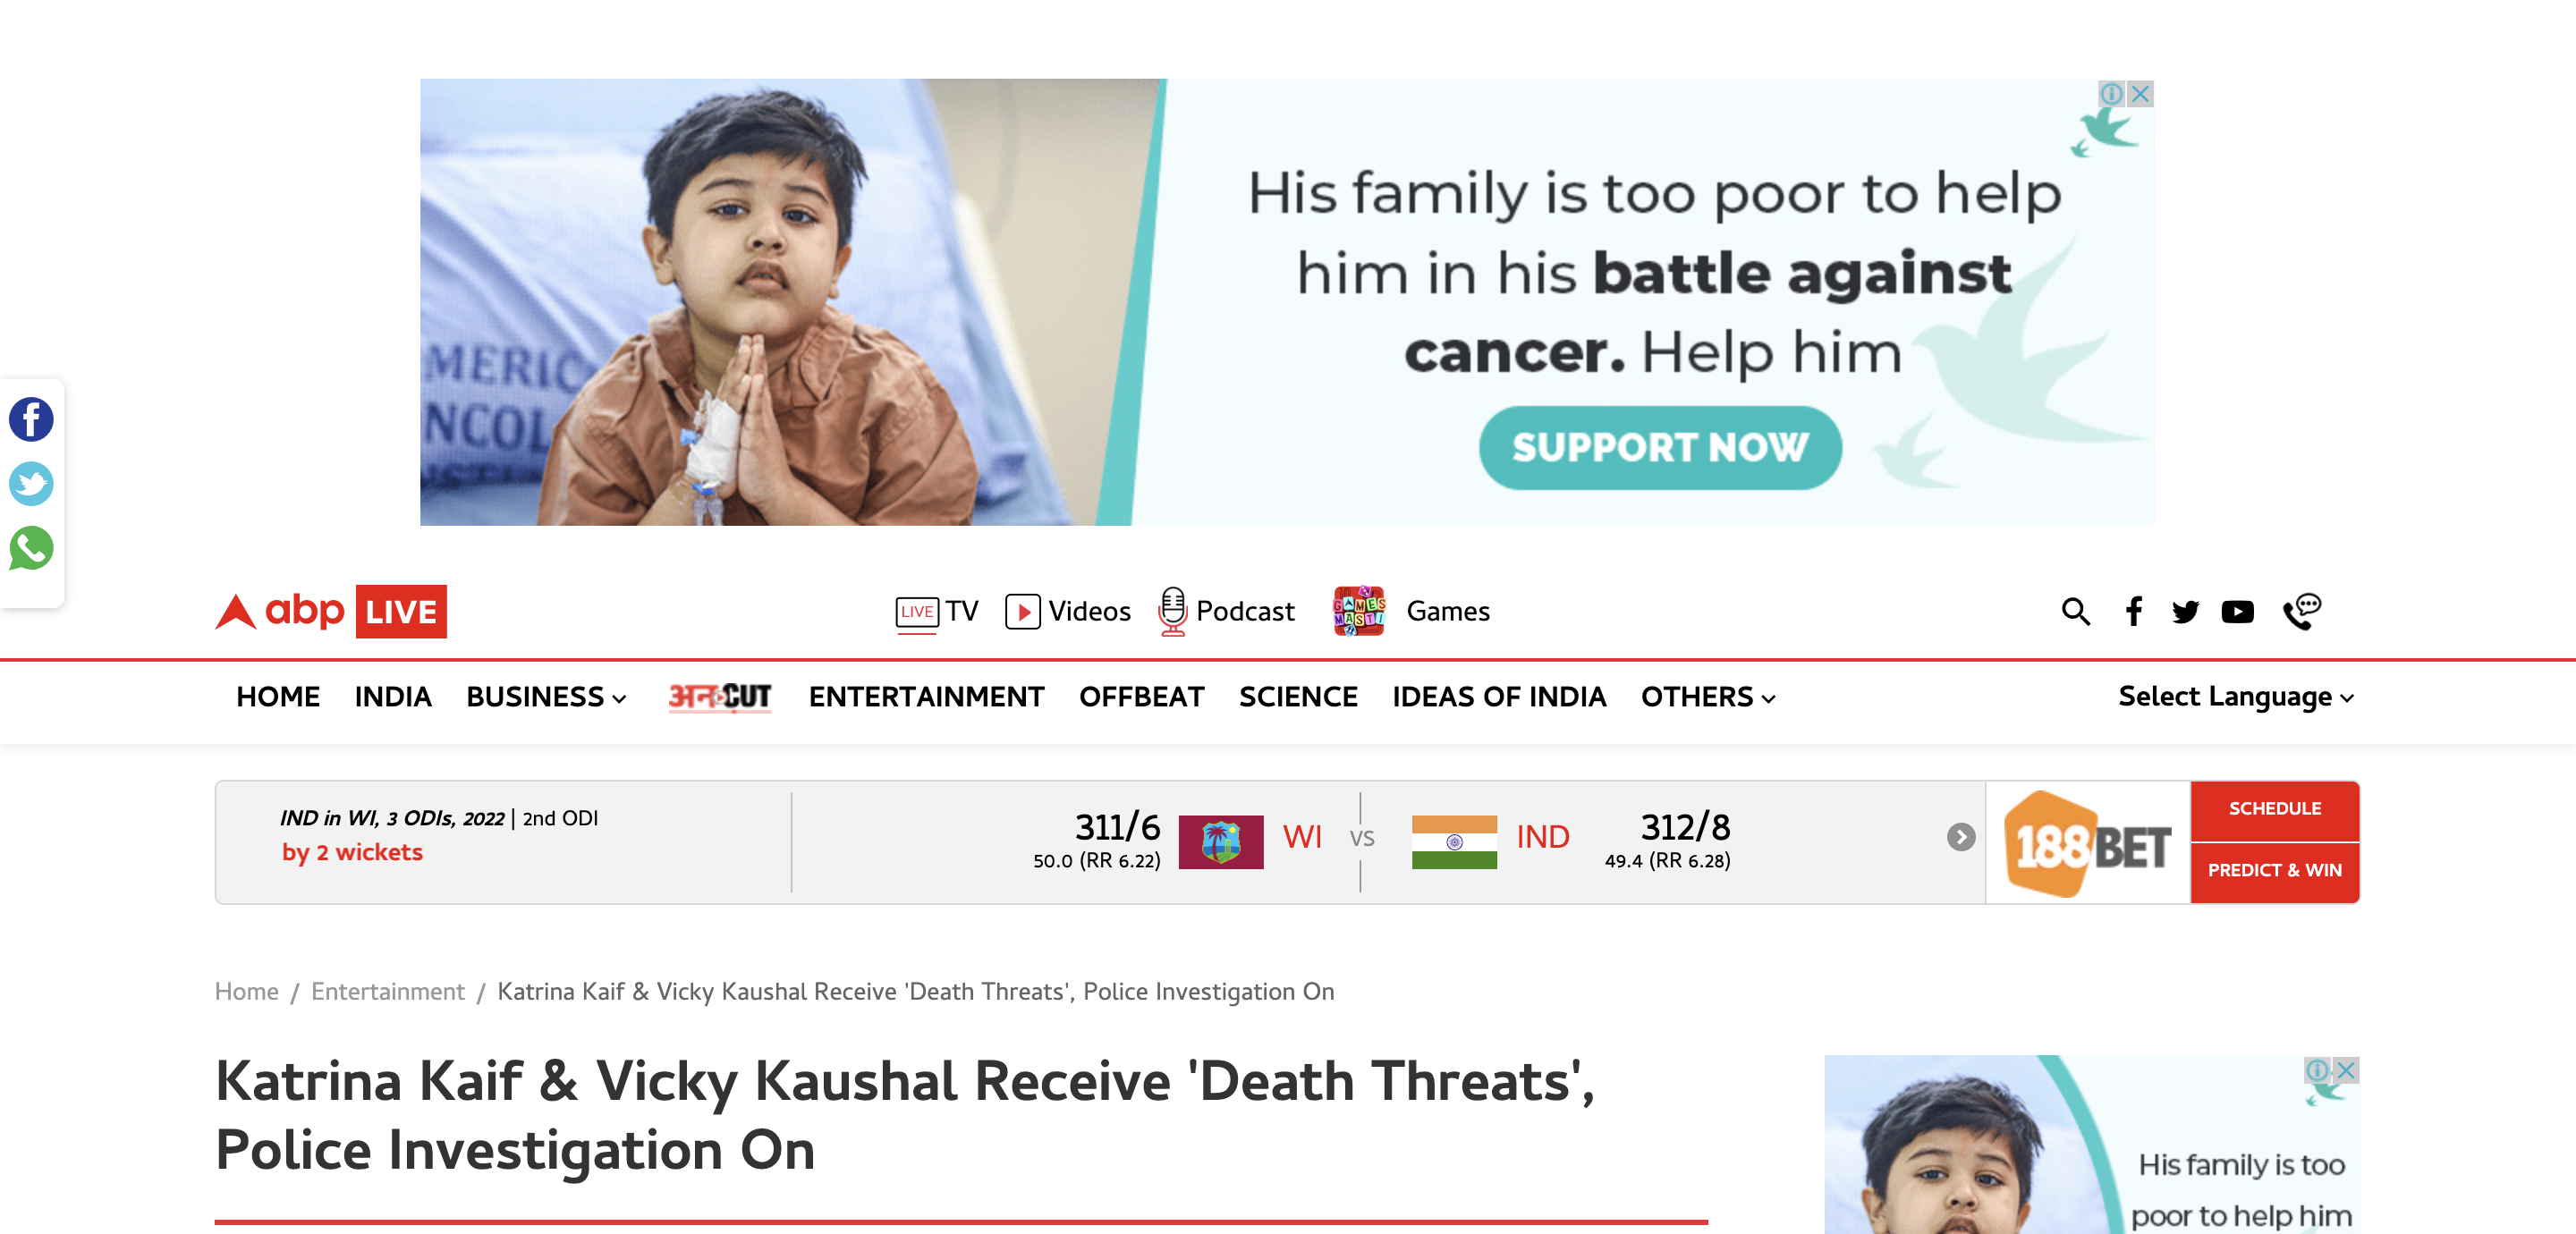 His family is too poor to help
him in his battle against
cancer. Help him
SUPPORT NOW
MERIC
NCOL
abp LIVE
LIVE TV Videos Podcast GAMES MASTI Games
HOME INDIA BUSINESS अनCUT ENTERTAINMENT OFFBEAT SCIENCE IDEAS OF INDIA OTHERS Select Language
IND in WI, 3 ODIs, 2022 | 2nd ODI
by 2 wickets
311/6
50.0 (RR 6.22)
WI
VS
IND
312/8
49.4 (RR 6.28)
188BET
SCHEDULE
PREDICT & WIN
Home / Entertainment / Katrina Kaif & Vicky Kaushal Receive 'Death Threats', Police Investigation On
Katrina Kaif & Vicky Kaushal Receive 'Death Threats',
Police Investigation On
His family is too
poor to help him